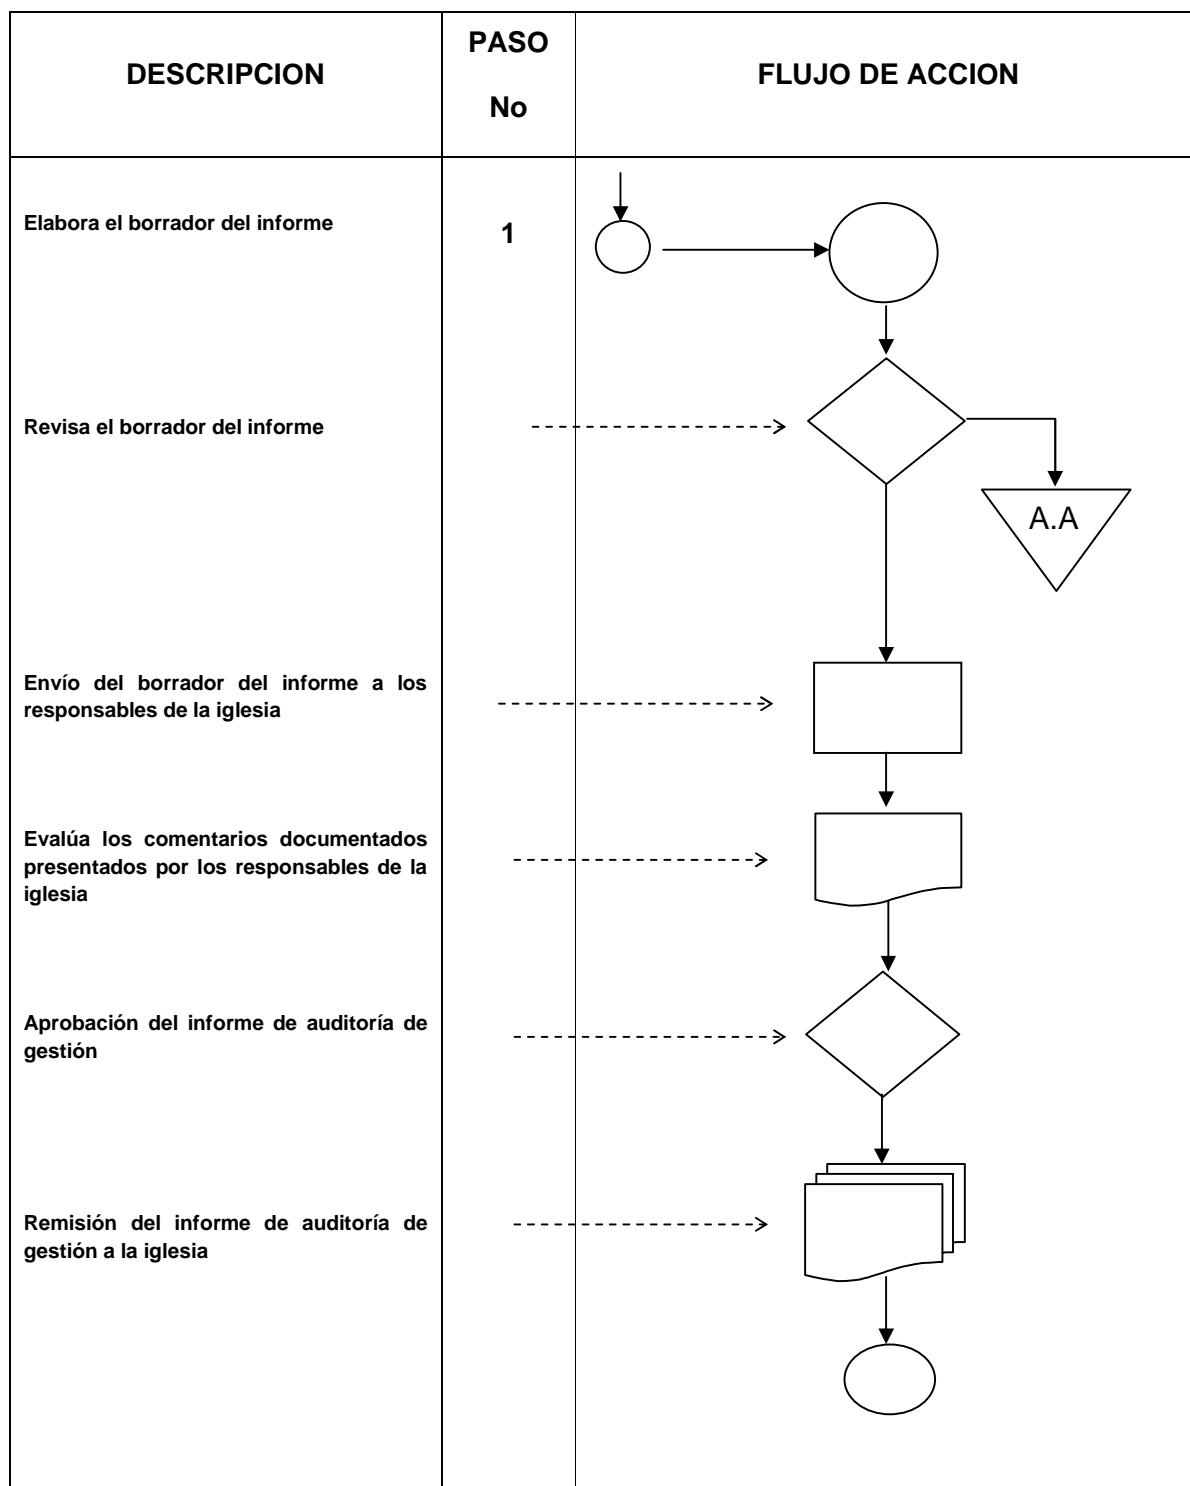 DESCRIPCION
PASO
No
FLUJO DE ACCION
Elabora el borrador del informe
1
Revisa el borrador del informe
A.A
Envío del borrador del informe a los
responsables de la iglesia
Evalúa los comentarios documentados
presentados por los responsables de la
iglesia
Aprobación del informe de auditoría de
gestión
Remisión del informe de auditoría de
gestión a la iglesia